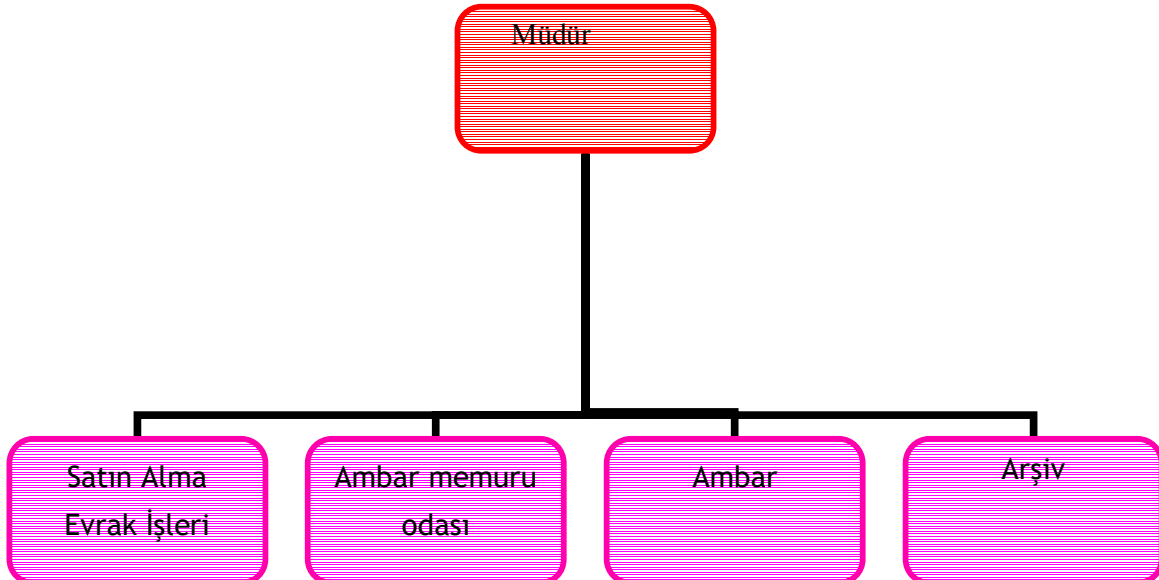 Müdür
Satın Alma
Evrak İşleri
Ambar memuru
odası
Ambar
Arşiv